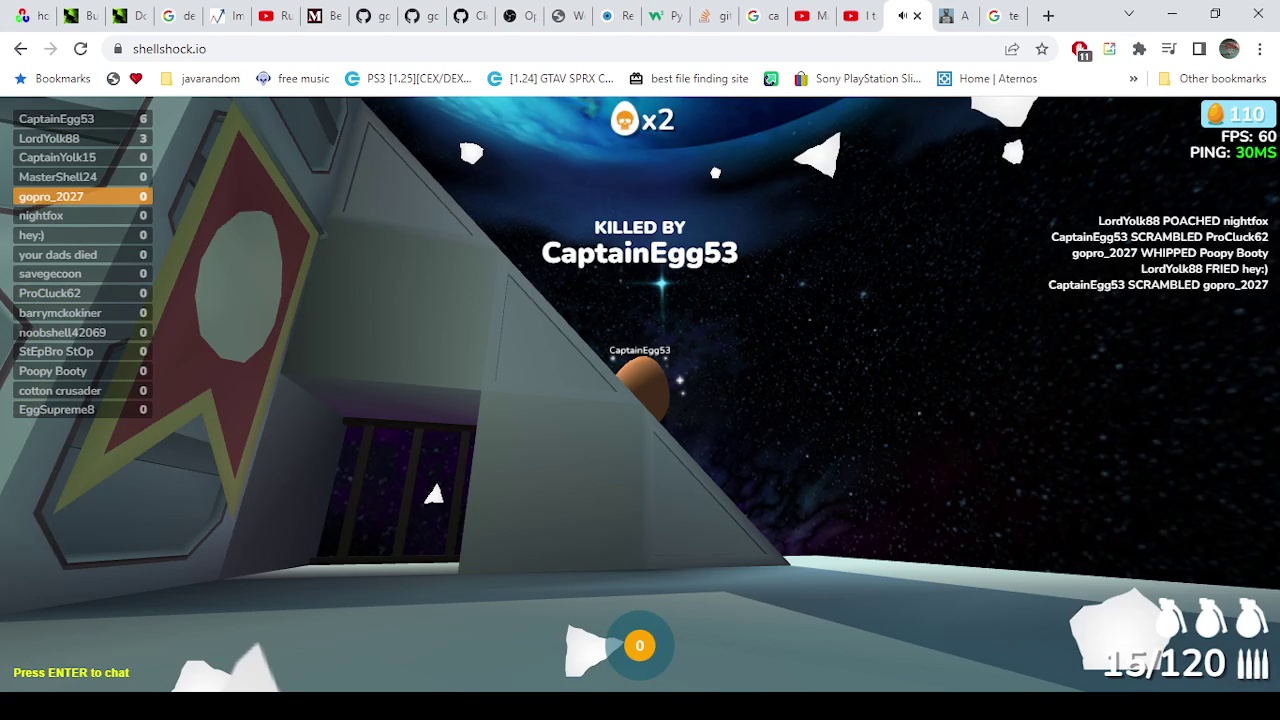 hc
Bu
Dc
de
Im
Ru
Be
gc
gc
Cli
Op
W
Re
Py
git
ca
M
I t
A
te
shellshock.io
11
Bookmarks
javarandom
free music
PS3 [1.25](CEX/DEX...
[1.24] GTAV SPRX C...
best file finding site
Sony PlayStation Sli...
Home | Aternos
»
Other bookmarks
CaptainEgg53 6
LordYolk88 3
CaptainYolk15 0
MasterShell24 0
gopro_2027 0
nightfox 0
hey:) 0
your dads died 0
savegecoon 0
ProCluck62 0
barrymckokiner 0
noobshell42069 0
StEpBro StOp 0
Poopy Booty 0
cotton crusader 0
EggSupreme8 0
x2
KILLED BY
CaptainEgg53
CaptainEgg53
110
FPS: 60
PING: 30MS
LordYolk88 POACHED nightfox
CaptainEgg53 SCRAMBLED ProCluck62
gopro_2027 WHIPPED Poopy Booty
LordYolk88 FRIED hey:)
CaptainEgg53 SCRAMBLED gopro_2027
0
15/120
Press ENTER to chat